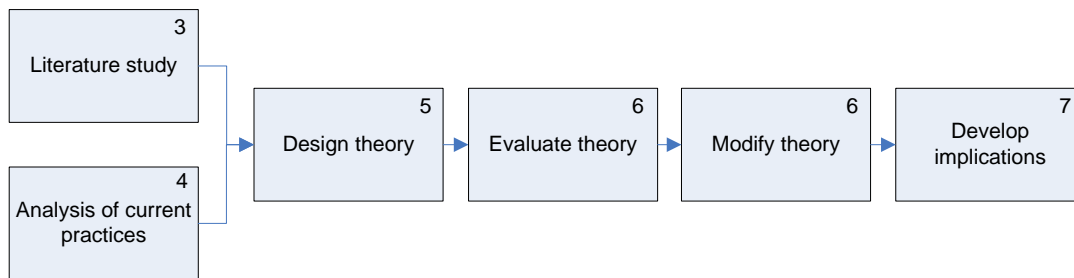 3
Literature study
4
Analysis of current
practices
5
Design theory
6
Evaluate theory
6
Modify theory
7
Develop
implications